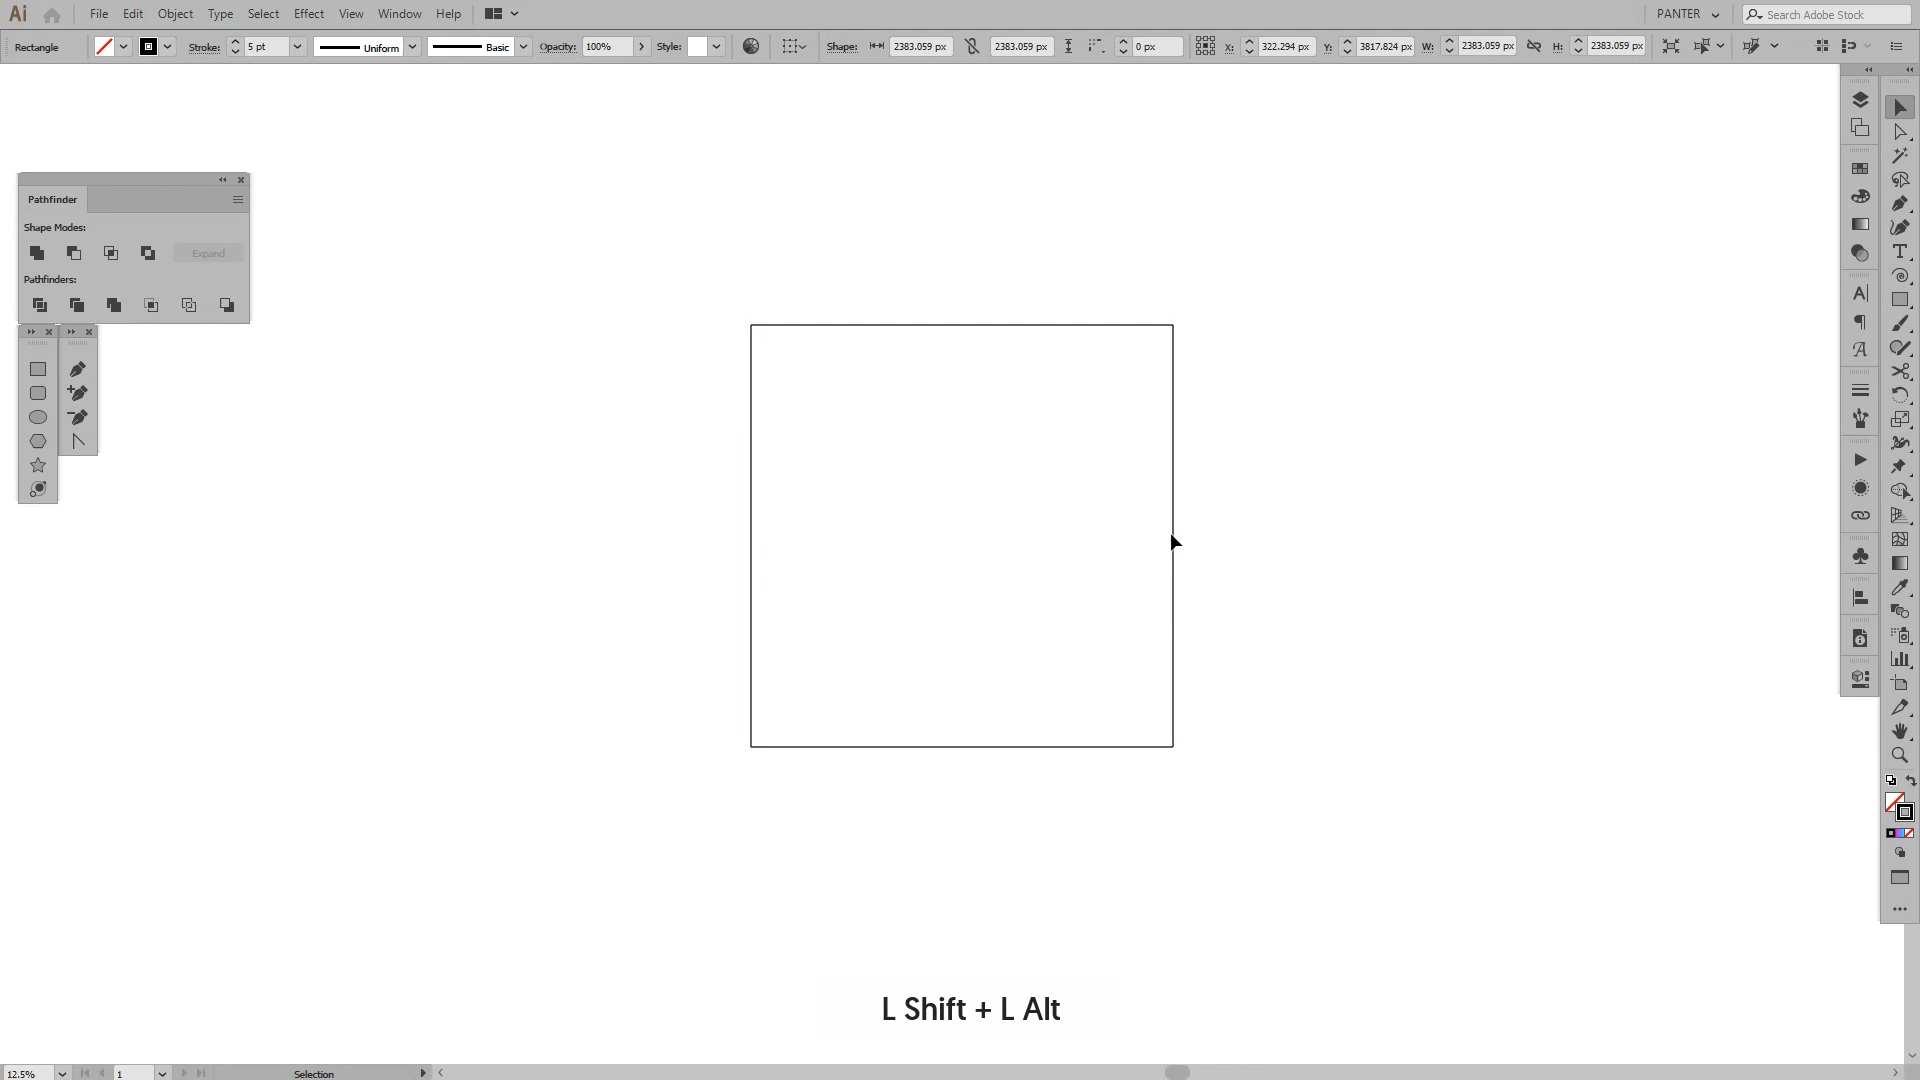 Ai File Edit Object Type Select Effect View Window Help PANTER Search Adobe Stock
Rectangle Stroke: 5 pt Uniform Basic Opacity: 100% Style: Shape: 2383.059 px 2383.059 px 0 px X: 322.294 px Y: 3817.824 px W: 2383.059 px H: 2383.059 px
Pathfinder
Shape Modes:
Expand
Pathfinders:
L Shift + L Alt
12.5% 1 Selection